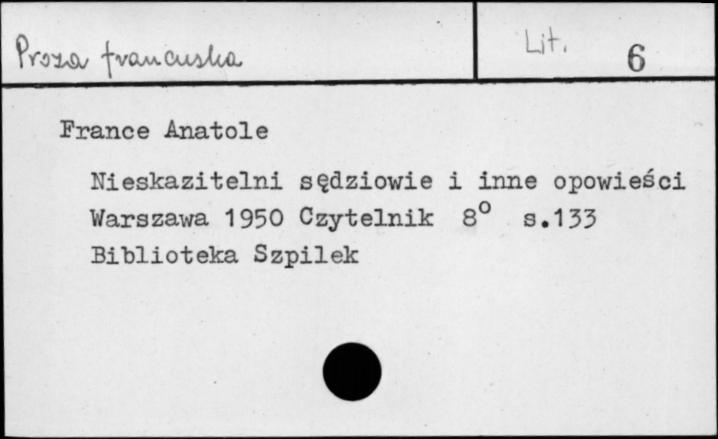 Proza francuska
Lit. 6
France Anatole
Nieskazitelni sędziowie i inne opowieści
Warszawa 1950 Czytelnik 8° s.133
Biblioteka Szpilek